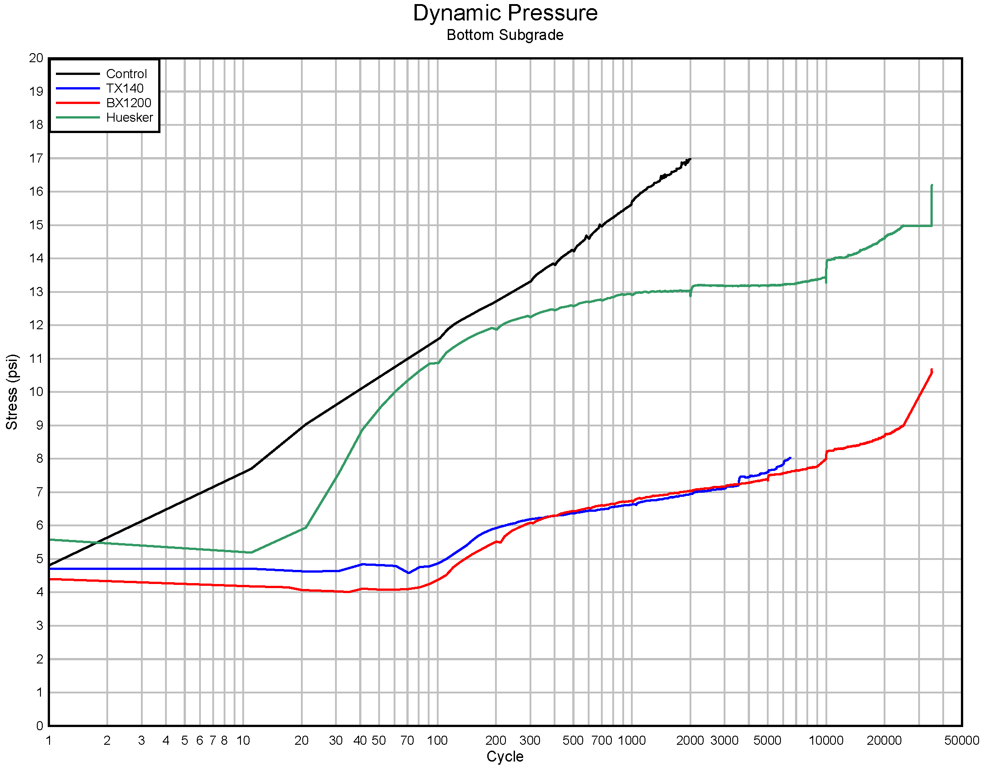 Dynamic Pressure
Bottom Subgrade
Control
TX140
BX1200
Huesker
20
19
18
17
16
15
14
13
12
11
10
9
8
7
6
5
4
3
2
1
0
Stress (psi)
1 2 3 4 5 6 7 8 10 20 30 40 50 70 100 200 300 500 700 1000 2000 3000 5000 10000 20000 50000
Cycle